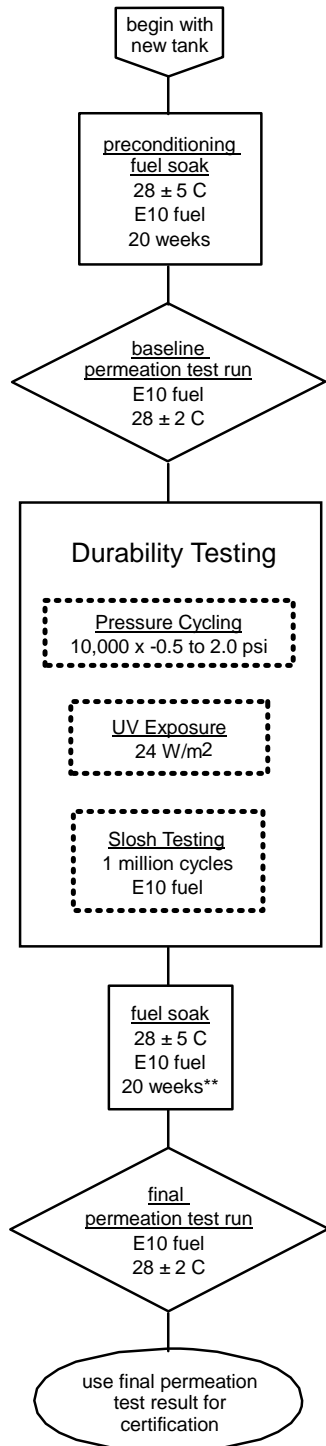 begin with
new tank
preconditioning
fuel soak
28 ± 5 C
E10 fuel
20 weeks
baseline
permeation test run
E10 fuel
28 ± 2 C
Durability Testing
Pressure Cycling
10,000 x -0.5 to 2.0 psi
UV Exposure
24 W/m2
Slosh Testing
1 million cycles
E10 fuel
fuel soak
28 ± 5 C
E10 fuel
20 weeks**
final
permeation test run
E10 fuel
28 ± 2 C
use final permeation
test result for
certification